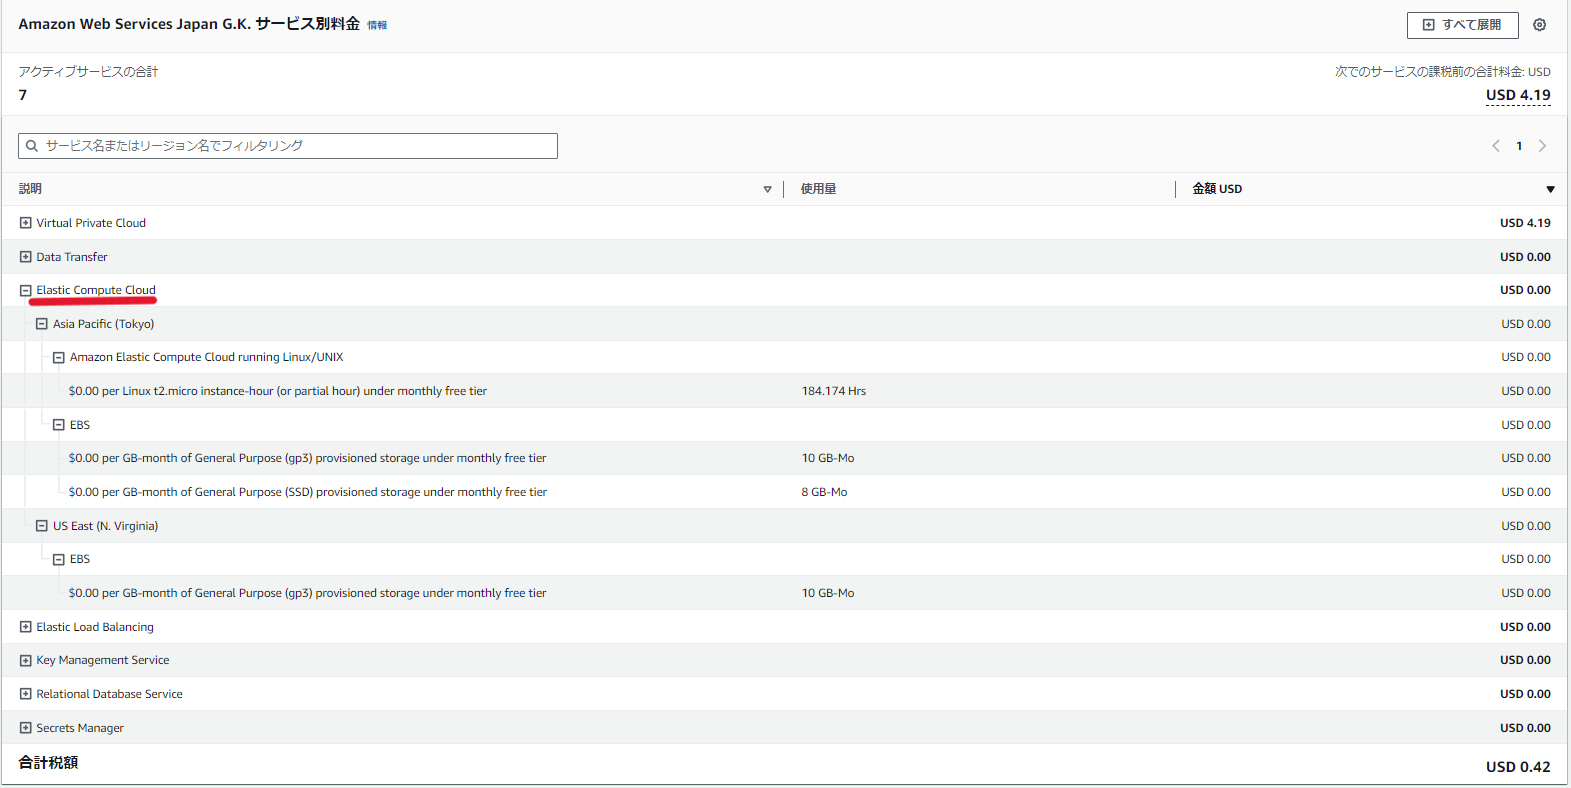 Amazon Web Services Japan G.K. サービス別料金 情報
すべて展開
アクティブサービスの合計
7
次でのサービスの課税前の合計料金: USD
USD 4.19
サービス名またはリージョン名でフィルタリング
1
説明 使用量 金額 USD
Virtual Private Cloud USD 4.19
Data Transfer USD 0.00
Elastic Compute Cloud USD 0.00
Asia Pacific (Tokyo) USD 0.00
Amazon Elastic Compute Cloud running Linux/UNIX USD 0.00
$0.00 per Linux t2.micro instance-hour (or partial hour) under monthly free tier 184.174 Hrs USD 0.00
EBS USD 0.00
$0.00 per GB-month of General Purpose (gp3) provisioned storage under monthly free tier 10 GB-Mo USD 0.00
$0.00 per GB-month of General Purpose (SSD) provisioned storage under monthly free tier 8 GB-Mo USD 0.00
US East (N. Virginia) USD 0.00
EBS USD 0.00
$0.00 per GB-month of General Purpose (gp3) provisioned storage under monthly free tier 10 GB-Mo USD 0.00
Elastic Load Balancing USD 0.00
Key Management Service USD 0.00
Relational Database Service USD 0.00
Secrets Manager USD 0.00
合計税額 USD 0.42